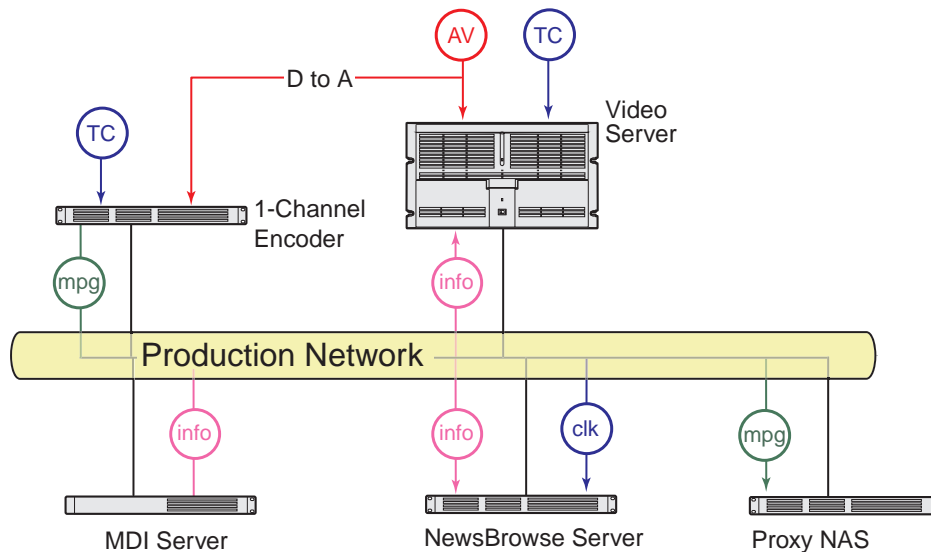 AV
TC
D to A
Video
Server
TC
1-Channel
Encoder
mpg
info
Production Network
info
info
clk
mpg
MDI Server
NewsBrowse Server
Proxy NAS